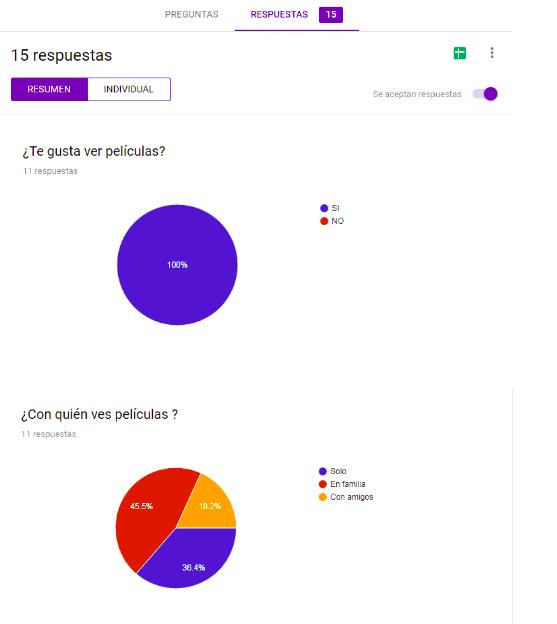 PREGUNTAS RESPUESTAS 15
15 respuestas
RESUMEN INDIVIDUAL
Se aceptan respuestas
¿Te gusta ver películas?
11 respuestas
SI
NO
100%
¿Con quién ves películas ?
11 respuestas
Solo
En familia
Con amigos
45.5%
18.2%
36.4%